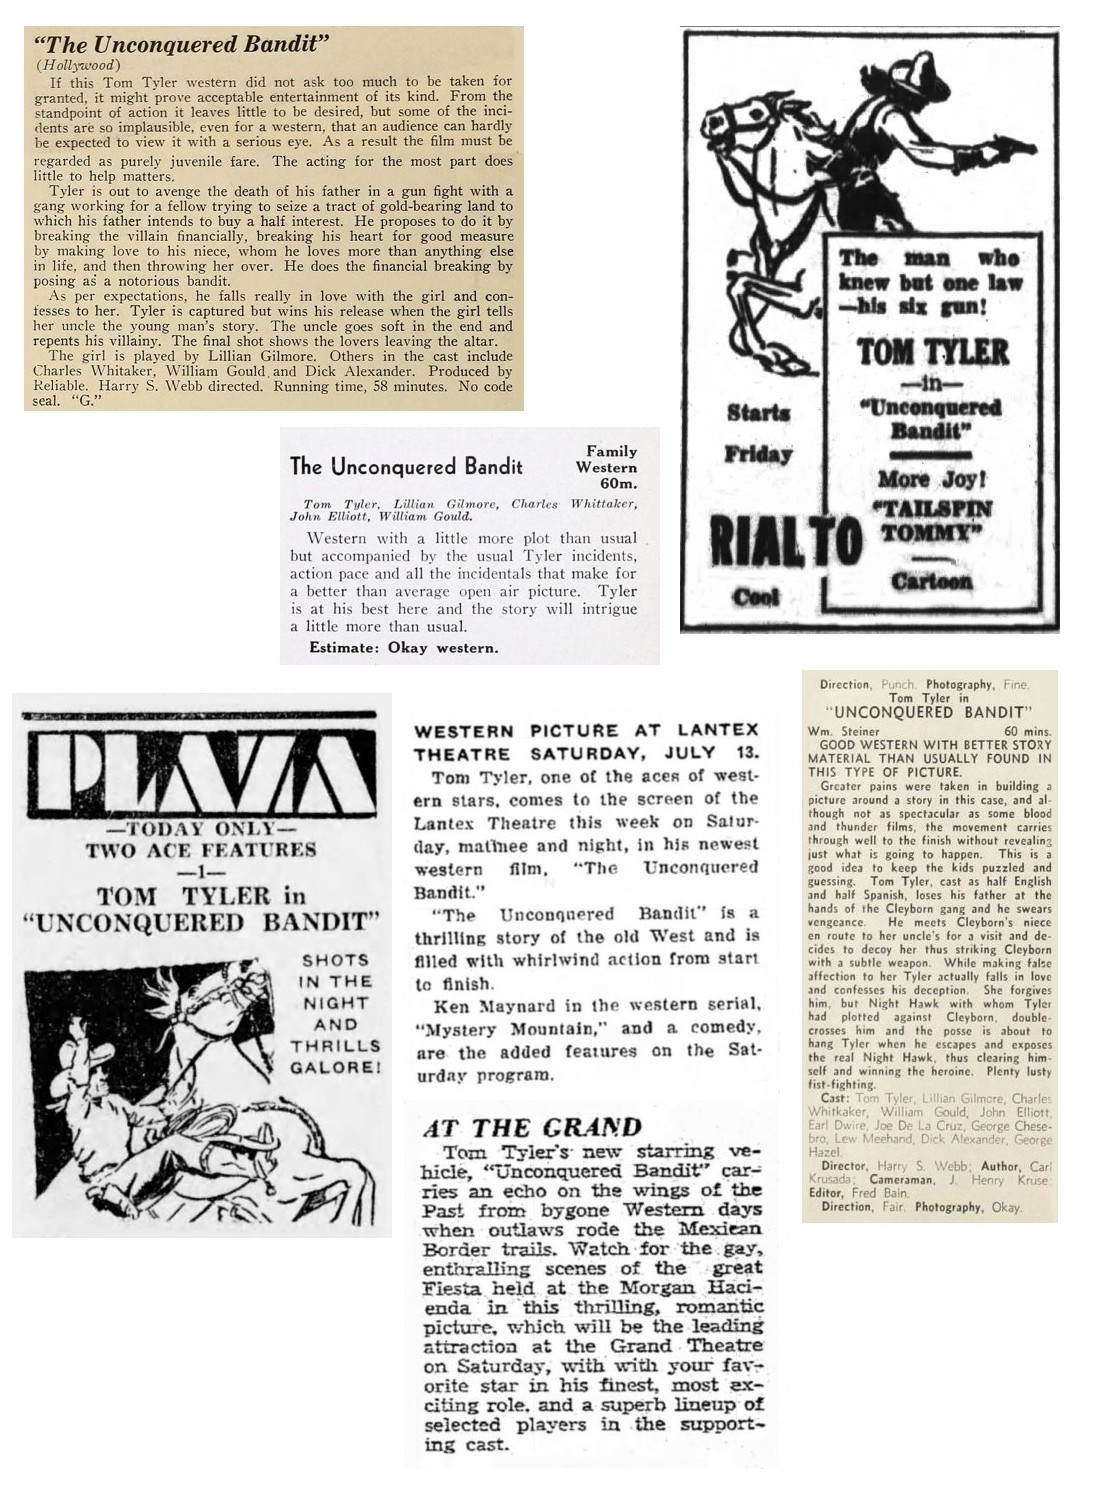 “The Unconquered Bandit”
(Hollywood)
If this Tom Tyler western did not ask too much to be taken for
granted, it might prove acceptable entertainment of its kind. From the
standpoint of action it leaves little to be desired, but some of the inci-
dents are so implausible, even for a western, that an audience can hardly
be expected to view it with a serious eye. As a result the film must be
regarded as purely juvenile fare. The acting for the most part does
little to help matters.
Tyler is out to avenge the death of his father in a gun fight with a
gang working for a fellow trying to seize a tract of gold-bearing land to
which his father intends to buy a half interest. He proposes to do it by
breaking the villain financially, breaking his heart for good measure
by making love to his niece, whom he loves more than anything else
in life, and then throwing her over. He does the financial breaking by
posing as a notorious bandit.
As per expectations, he falls really in love with the girl and con-
fesses to her. Tyler is captured but wins his release when the girl tells
her uncle the young man's story. The uncle goes soft in the end and
repents his villainy. The final shot shows the lovers leaving the altar.
The girl is played by Lillian Gilmore. Others in the cast include
Charles Whitaker, William Gould and Dick Alexander. Produced by
Reliable. Harry S. Webb directed. Running time, 58 minutes. No code
seal. “G.”
The man who
knew but one law
—his six gun!
TOM TYLER
—in—
“Unconquered
Bandit”
More Joy!
“TAILSPIN
TOMMY”
Cartoon
Starts
Friday
RIALTO
Cool
The Unconquered Bandit
Family
Western
60m.
Tom Tyler, Lillian Gilmore, Charles Whittaker,
John Elliott, William Gould.
Western with a little more plot than usual
but accompanied by the usual Tyler incidents,
action pace and all the incidentals that make for
a better than average open air picture. Tyler
is at his best here and the story will intrigue
a little more than usual.
Estimate: Okay western.
PLAZA
—TODAY ONLY—
TWO ACE FEATURES
—1—
TOM TYLER in
“UNCONQUERED BANDIT”
SHOTS
IN THE
NIGHT
AND
THRILLS
GALORE!
WESTERN PICTURE AT LANTEX
THEATRE SATURDAY, JULY 13.
Tom Tyler, one of the aces of west-
ern stars, comes to the screen of the
Lantex Theatre this week on Satur-
day, matinee and night, in his newest
western film, “The Unconquered
Bandit.”
“The Unconquered Bandit” is a
thrilling story of the old West and is
filled with whirlwind action from start
to finish.
Ken Maynard in the western serial,
“Mystery Mountain,” and a comedy,
are the added features on the Sat-
urday program.
AT THE GRAND
Tom Tyler's new starring ve-
hicle, “Unconquered Bandit” car-
ries an echo on the wings of the
Past from bygone Western days
when outlaws rode the Mexican
Border trails. Watch for the gay,
enthralling scenes of the great
Fiesta held at the Morgan Haci-
enda in this thrilling, romantic
picture, which will be the leading
attraction at the Grand Theatre
on Saturday, with with your fav-
orite star in his finest, most ex-
citing role, and a superb lineup of
selected players in the support-
ing cast.
Direction, Punch. Photography, Fine.
Tom Tyler in
“UNCONQUERED BANDIT”
Wm. Steiner 60 mins.
GOOD WESTERN WITH BETTER STORY
MATERIAL THAN USUALLY FOUND IN
THIS TYPE OF PICTURE.
Greater pains were taken in building a
picture around a story in this case, and al-
though not as spectacular as some blood
and thunder films, the movement carries
through well to the finish without revealing
just what is going to happen. This is a
good idea to keep the kids puzzled and
guessing. Tom Tyler, cast as half English
and half Spanish, loses his father at the
hands of the Cleyborn gang and he swears
vengeance. He meets Cleyborn's niece
en route to her uncle's for a visit and de-
cides to decoy her thus striking Cleyborn
with a subtle weapon. While making false
affection to her Tyler actually falls in love
and confesses his deception. She forgives
him, but Night Hawk with whom Tyler
had plotted against Cleyborn, double-
crosses him and the posse is about to
hang Tyler when he escapes and exposes
the real Night Hawk, thus clearing him-
self and winning the heroine. Plenty lusty
fist-fighting.
Cast: Tom Tyler, Lillian Gilmore, Charles
Whitkaker, William Gould, John Elliott,
Earl Dwire, Joe De La Cruz, George Chese-
bro, Lew Meehand, Dick Alexander, George
Hazel.
Director, Harry S. Webb; Author, Carl
Krusada; Cameraman, J. Henry Kruse;
Editor, Fred Bain.
Direction, Fair. Photography, Okay.